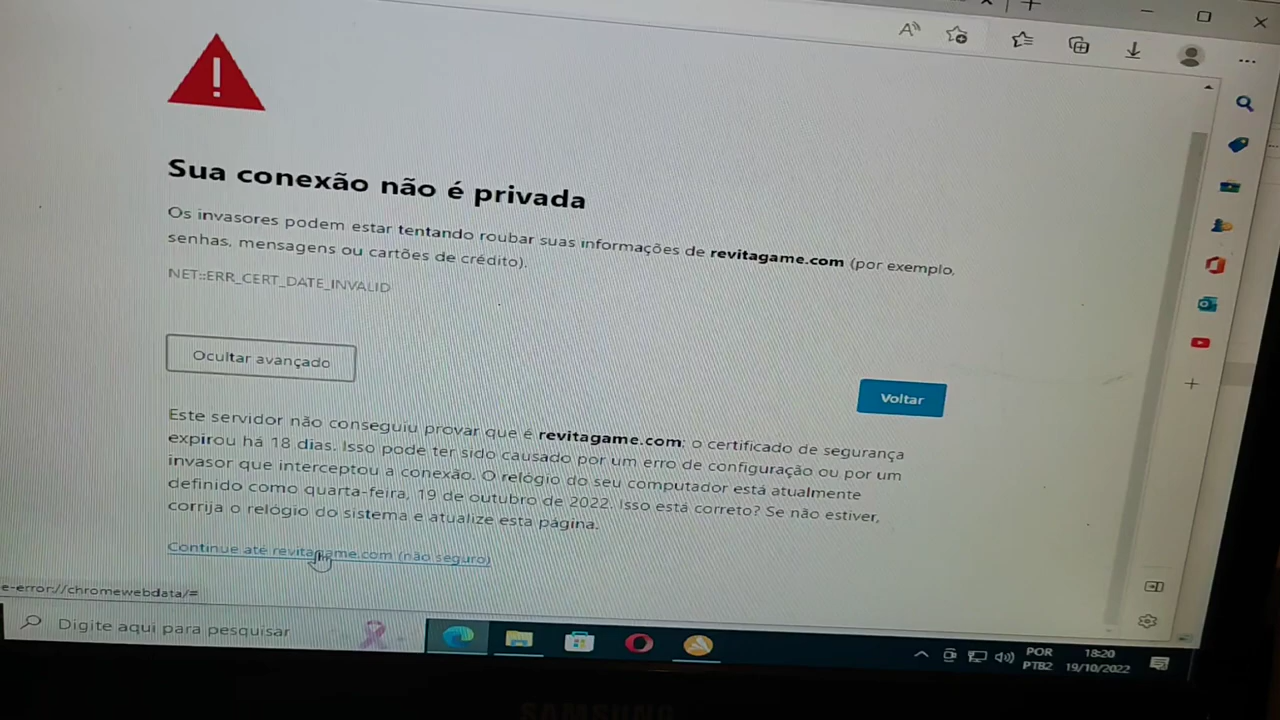 Sua conexão não é privada
Os invasores podem estar tentando roubar suas informações de revitagame.com (por exemplo,
senhas, mensagens ou cartões de crédito).
NET::ERR_CERT_DATE_INVALID
Ocultar avançado
Voltar
Este servidor não conseguiu provar que é revitagame.com; o certificado de segurança
expirou há 18 dias. Isso pode ter sido causado por um erro de configuração ou por um
invasor que interceptou a conexão. O relógio do seu computador está atualmente
definido como quarta-feira, 19 de outubro de 2022. Isso está correto? Se não estiver,
corrija o relógio do sistema e atualize esta página.
Continue até revitagame.com (não seguro)
e-error://chromewebdata/=
Digite aqui para pesquisar
POR
PTB2
18:20
19/10/2022
SAMSUNG